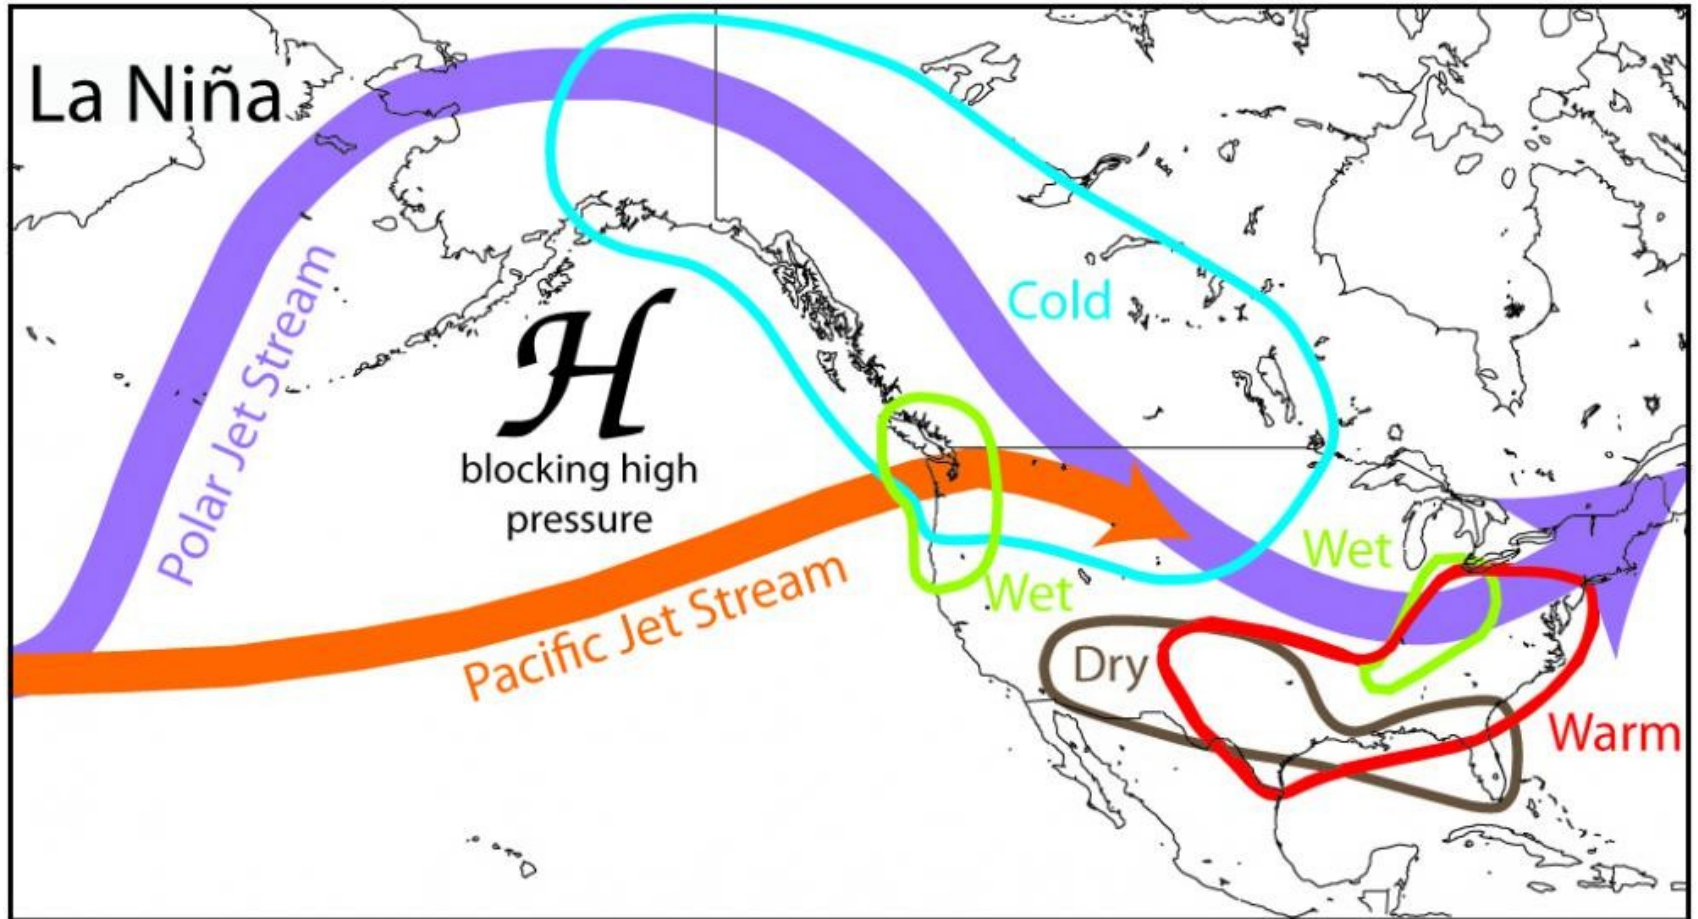 La Niña
Polar Jet Stream
Cold
H
blocking high
pressure
Pacific Jet Stream
Wet
Wet
Dry
Warm